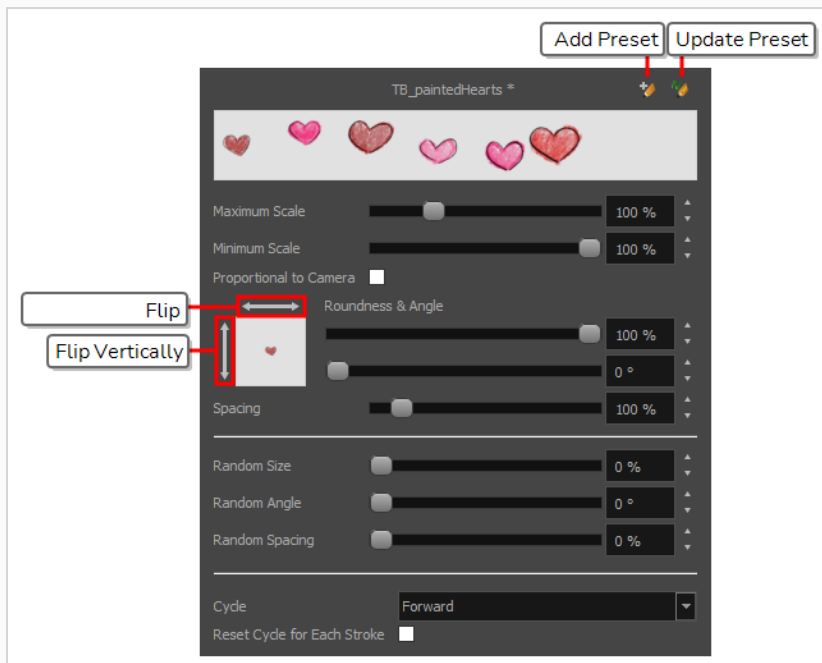 Add Preset Update Preset
TB_paintedHearts *
Maximum Scale 100 %
Minimum Scale 100 %
Proportional to Camera
Flip Roundness & Angle
100 %
Flip Vertically
0 °
Spacing 100 %
Random Size 0 %
Random Angle 0 °
Random Spacing 0 %
Cycle Forward
Reset Cycle for Each Stroke